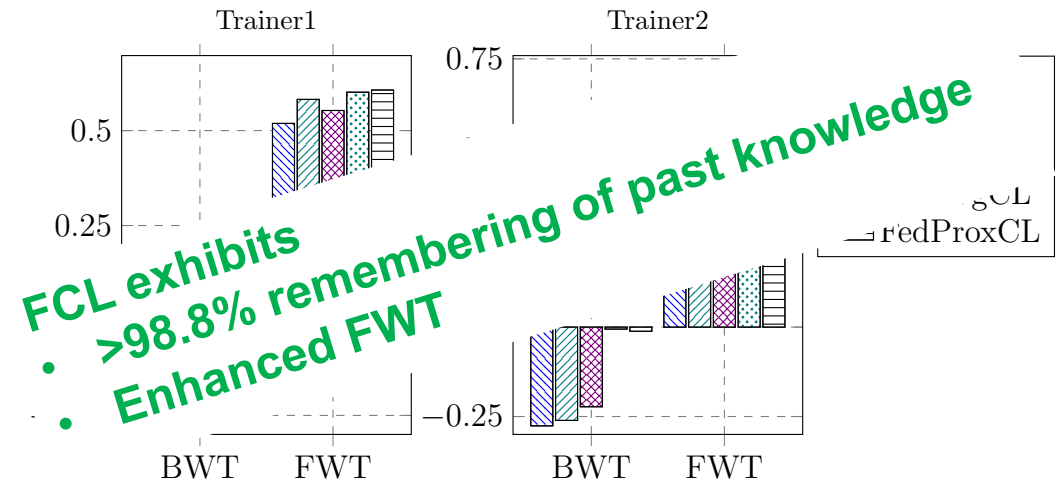 Trainer1
Trainer2
0.75
0.5
0.25
−0.25
FedProxCL
FCL exhibits
• >98.8% remembering of past knowledge
• Enhanced FWT
BWT FWT
BWT FWT